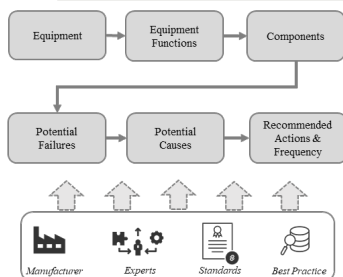 Equipment
Equipment
Functions
Components
Potential
Failures
Potential
Causes
Recommended
Actions &
Frequency
Manufacturer
Experts
Standards
Best Practice